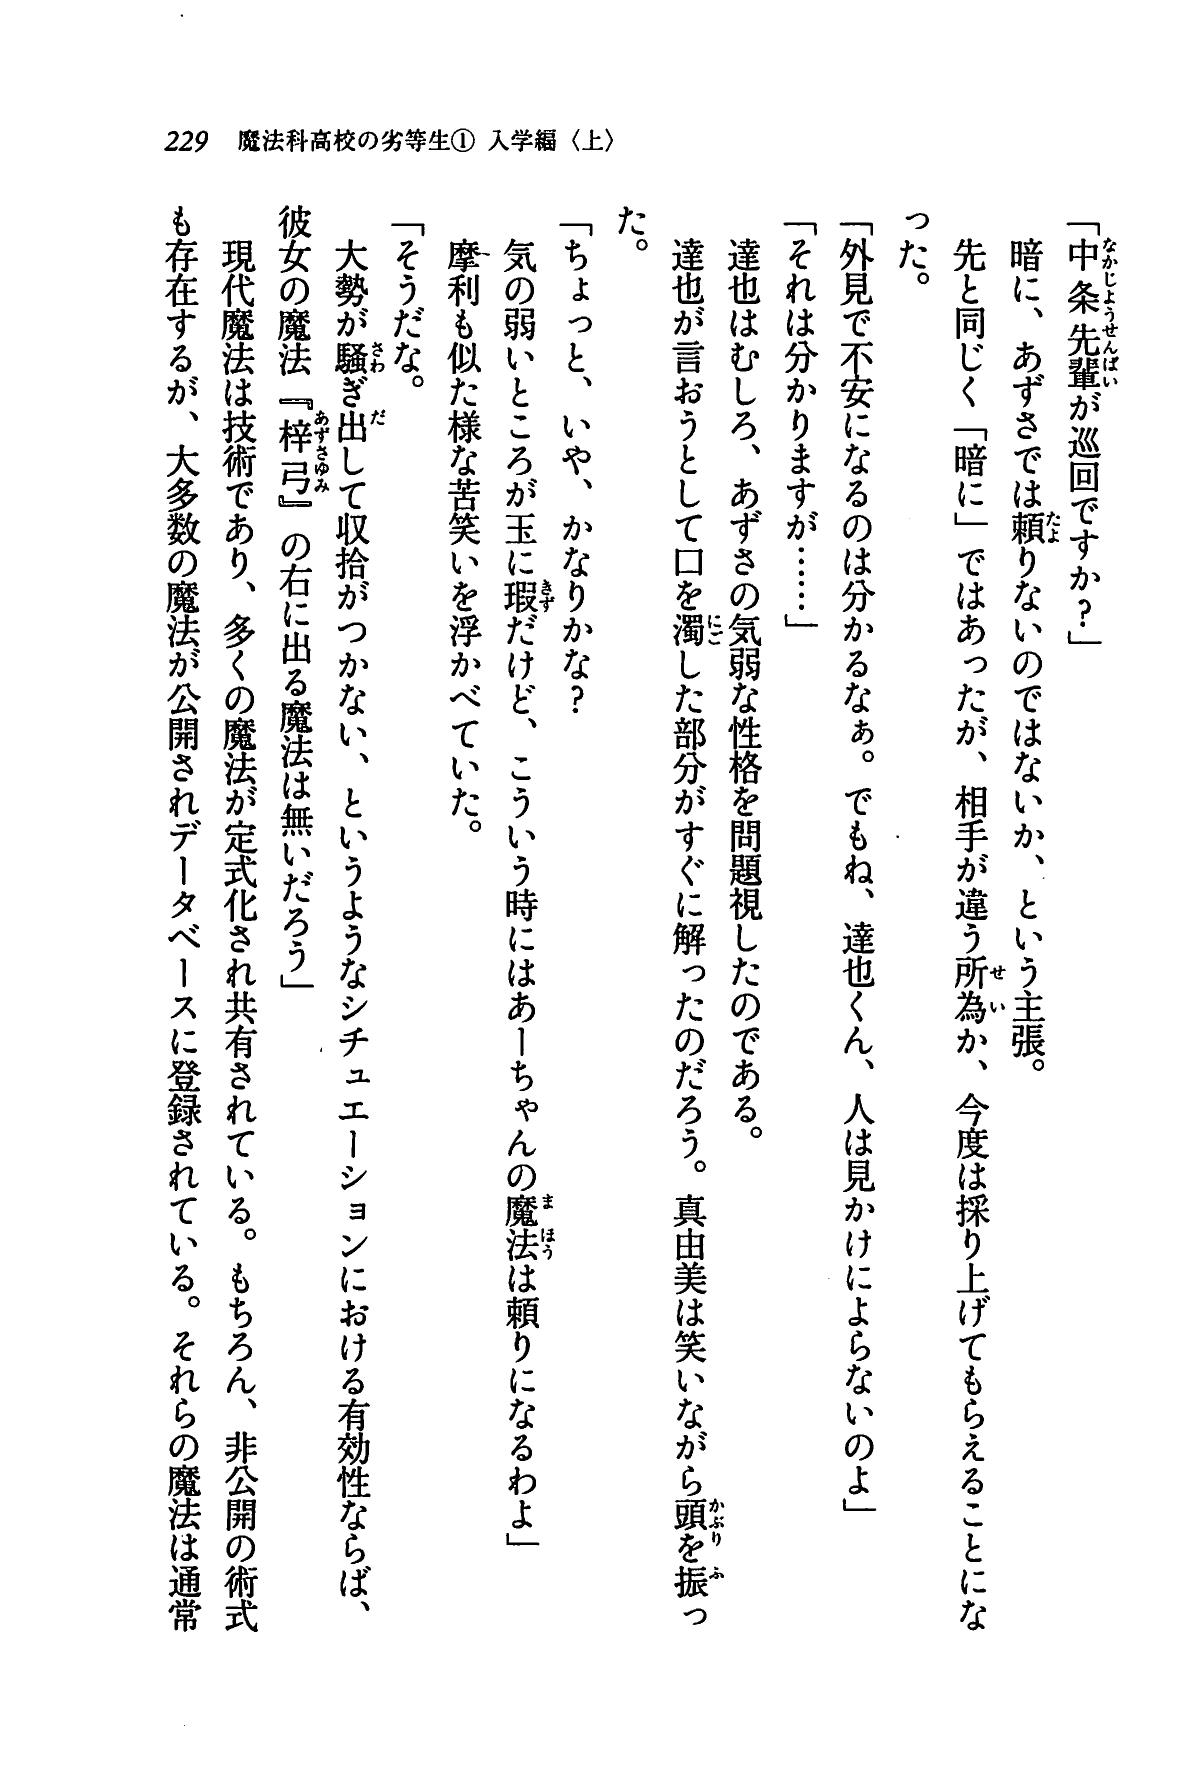 229 魔法科高校の劣等生① 入学編〈上〉
「中条先輩が巡回ですか?」
暗に、あずさでは頼りないのではないか、という主張。
先と同じく「暗に」ではあったが、相手が違う所為か、今度は採り上げてもらえることにな
った。
「外見で不安になるのは分かるなぁ。でもね、達也くん、人は見かけによらないのよ」
「それは分かりますが……」
達也はむしろ、あずさの気弱な性格を問題視したのである。
達也が言おうとして口を濁した部分がすぐに解ったのだろう。真由美は笑いながら頭を振っ
た。
「ちょっと、いや、かなりかな?
気の弱いところが玉に瑕だけど、こういう時にはあーちゃんの魔法は頼りになるわよ」
摩利も似た様な苦笑いを浮かべていた。
「そうだな。
大勢が騒ぎ出して収拾がつかない、というようなシチュエーションにおける有効性ならば、
彼女の魔法『梓弓』の右に出る魔法は無いだろう」
現代魔法は技術であり、多くの魔法が定式化され共有されている。もちろん、非公開の術式
も存在するが、大多数の魔法が公開されデータベースに登録されている。それらの魔法は通常